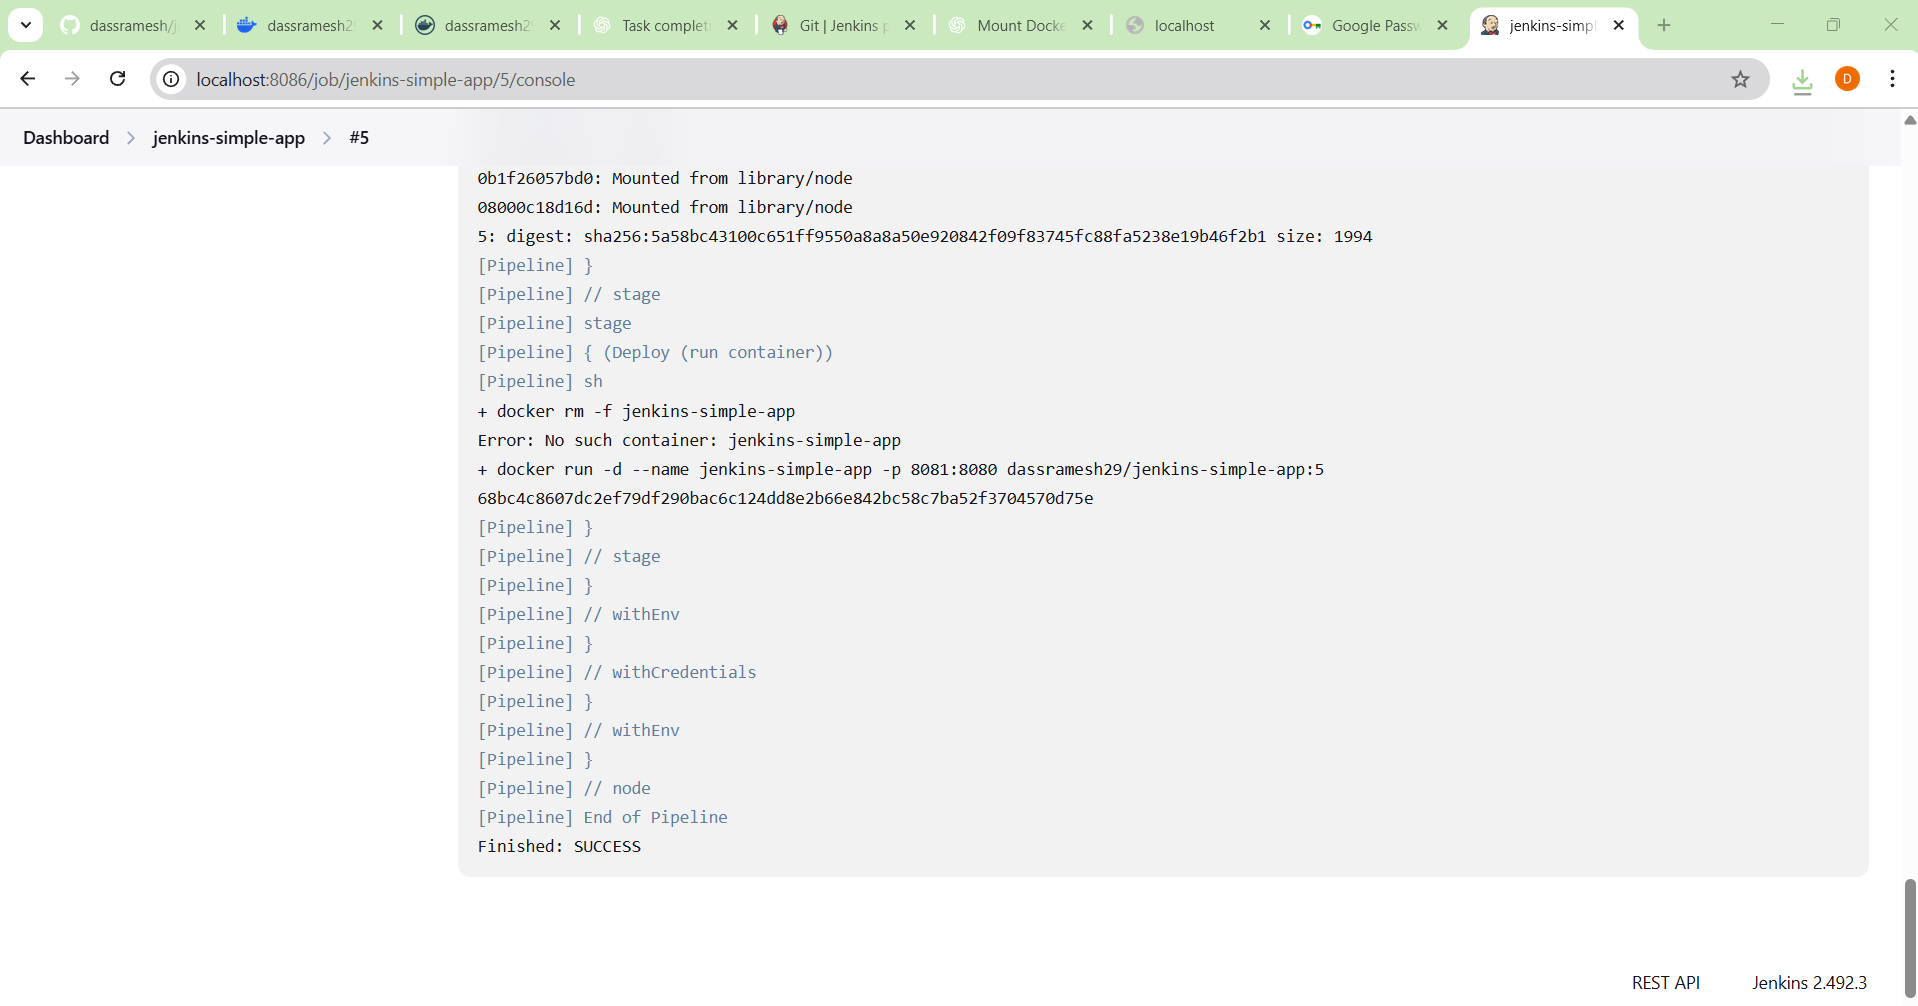 dassramesh/j
dassramesh2
dassramesh2
Task complet
Git | Jenkins p
Mount Docke
localhost
Google Passw
jenkins-simpl
localhost:8086/job/jenkins-simple-app/5/console
D
Dashboard > jenkins-simple-app > #5
0b1f26057bd0: Mounted from library/node
08000c18d16d: Mounted from library/node
5: digest: sha256:5a58bc43100c651ff9550a8a8a50e920842f09f83745fc88fa5238e19b46f2b1 size: 1994
[Pipeline] }
[Pipeline] // stage
[Pipeline] stage
[Pipeline] { (Deploy (run container))
[Pipeline] sh
+ docker rm -f jenkins-simple-app
Error: No such container: jenkins-simple-app
+ docker run -d --name jenkins-simple-app -p 8081:8080 dassramesh29/jenkins-simple-app:5
68bc4c8607dc2ef79df290bac6c124dd8e2b66e842bc58c7ba52f3704570d75e
[Pipeline] }
[Pipeline] // stage
[Pipeline] }
[Pipeline] // withEnv
[Pipeline] }
[Pipeline] // withCredentials
[Pipeline] }
[Pipeline] // withEnv
[Pipeline] }
[Pipeline] // node
[Pipeline] End of Pipeline
Finished: SUCCESS
REST API
Jenkins 2.492.3